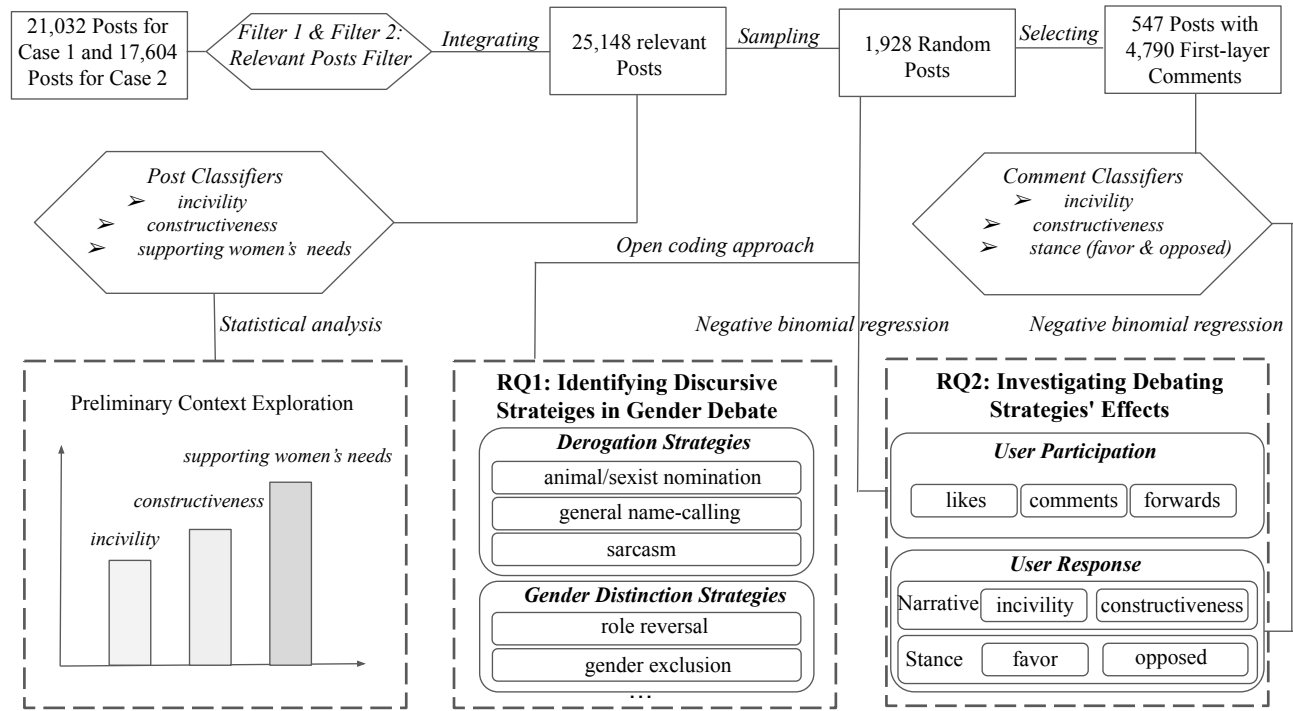 21,032 Posts for
Case 1 and 17,604
Posts for Case 2
Filter 1 & Filter 2:
Relevant Posts Filter
Integrating
25,148 relevant
Posts
Sampling
1,928 Random
Posts
Selecting
547 Posts with
4,790 First-layer
Comments
Post Classifiers
➢ incivility
➢ constructiveness
➢ supporting women's needs
Comment Classifiers
➢ incivility
➢ constructiveness
➢ stance (favor & opposed)
Open coding approach
Statistical analysis
Negative binomial regression
Negative binomial regression
Preliminary Context Exploration
supporting women's needs
constructiveness
incivility
RQ1: Identifying Discursive
Strateiges in Gender Debate
Derogation Strategies
animal/sexist nomination
general name-calling
sarcasm
Gender Distinction Strategies
role reversal
gender exclusion
...
RQ2: Investigating Debating
Strategies' Effects
User Participation
likes
comments
forwards
User Response
Narrative
incivility
constructiveness
Stance
favor
opposed